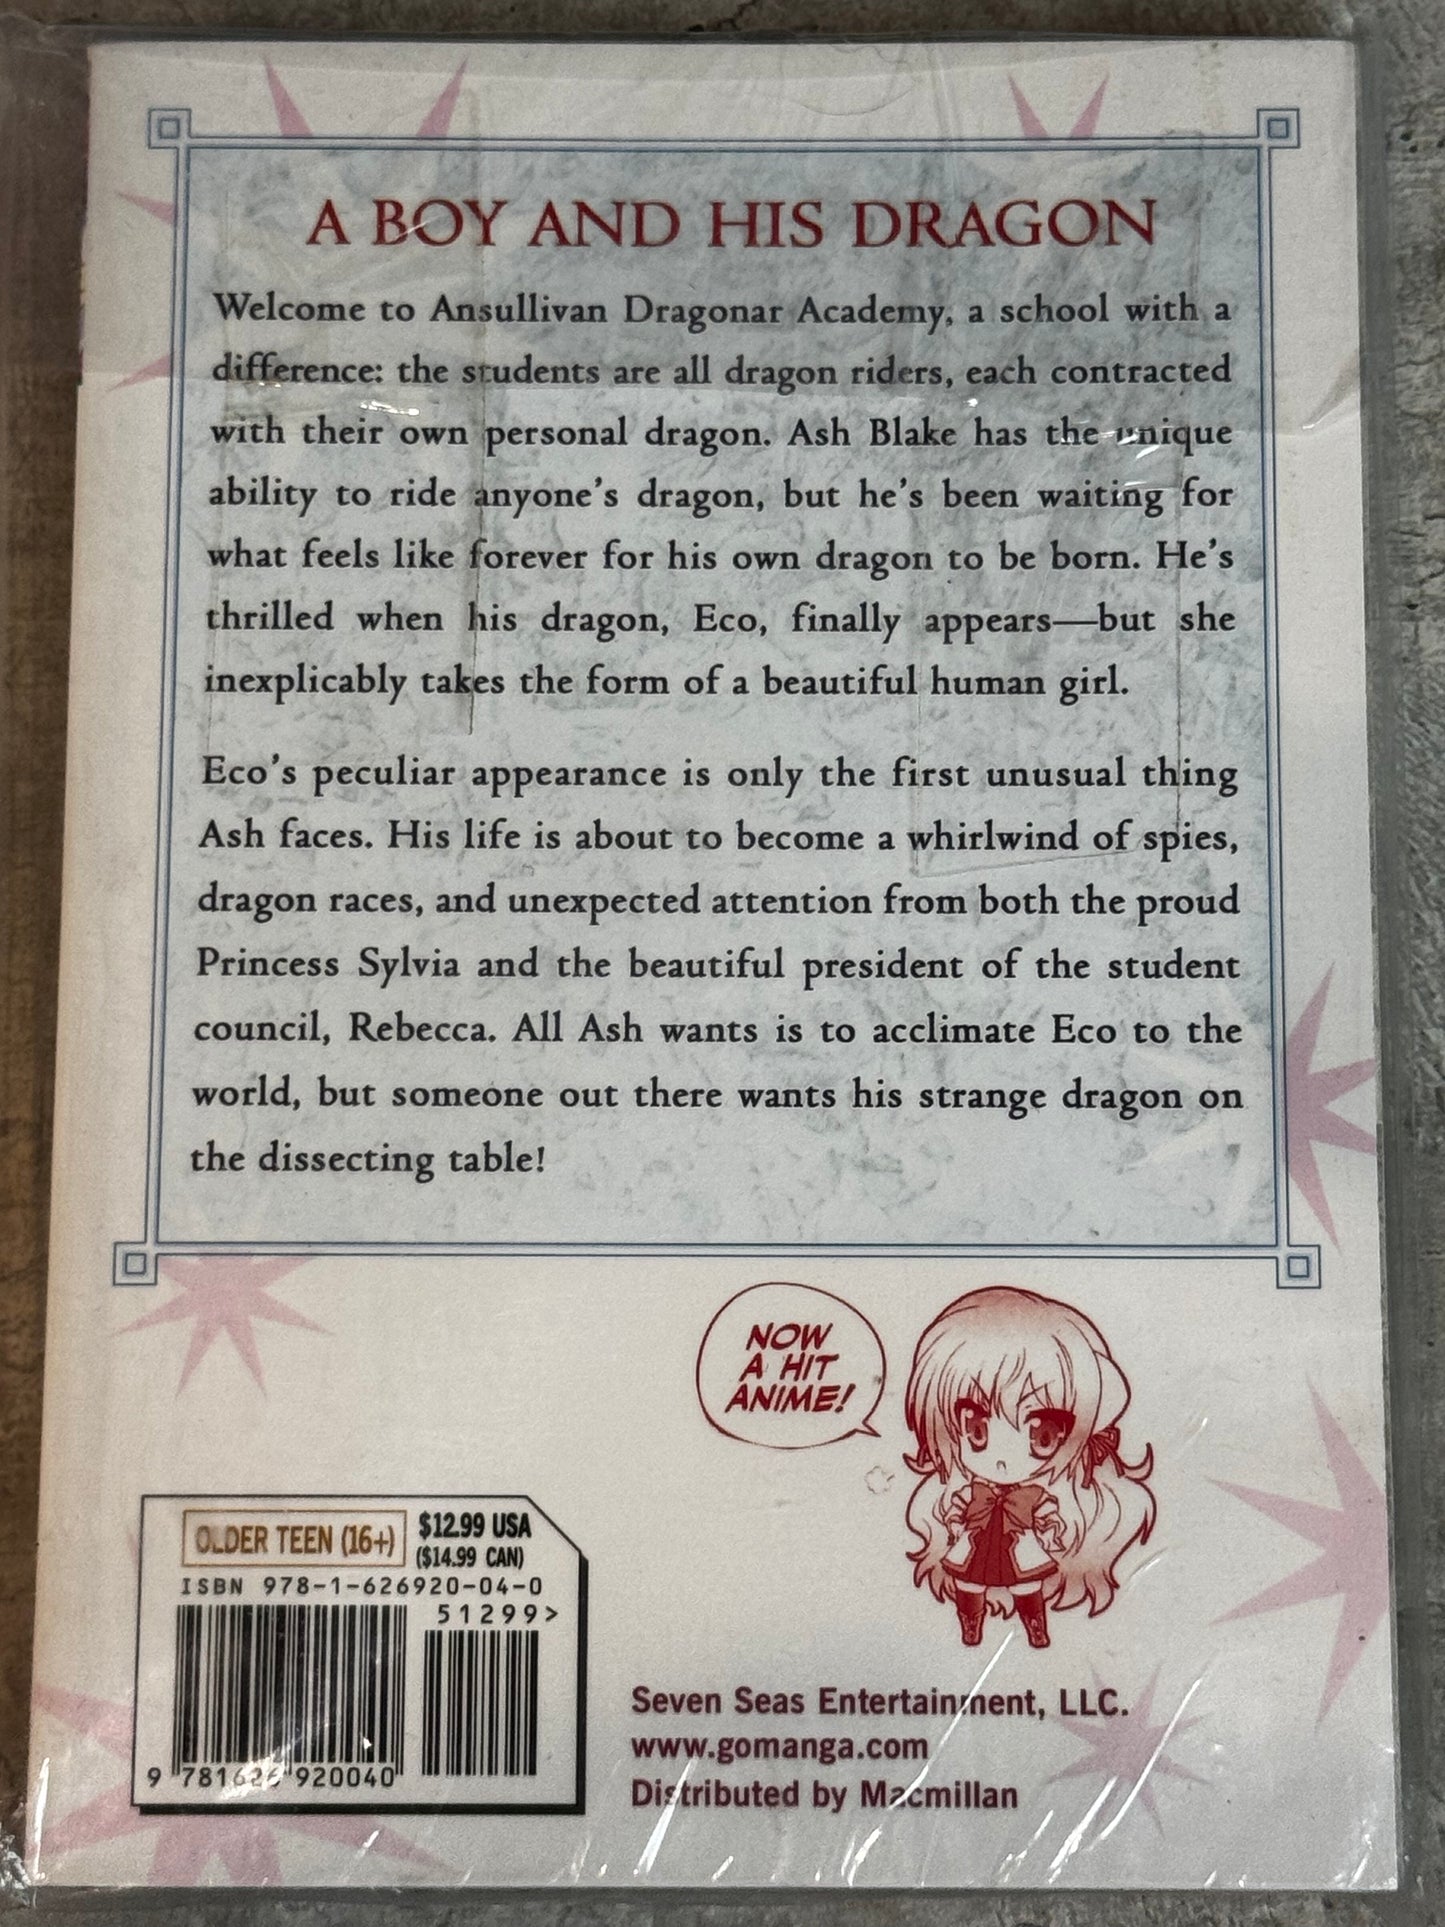 A BOY AND HIS DRAGON
Welcome to Ansullivan Dragonar Academy, a school with a
difference: the students are all dragon riders, each contracted
with their own personal dragon. Ash Blake has the unique
ability to ride anyone's dragon, but he's been waiting for
what feels like forever for his own dragon to be born. He's
thrilled when his dragon, Eco, finally appears—but she
inexplicably takes the form of a beautiful human girl.
Eco's peculiar appearance is only the first unusual thing
Ash faces. His life is about to become a whirlwind of spies,
dragon races, and unexpected attention from both the proud
Princess Sylvia and the beautiful president of the student
council, Rebecca. All Ash wants is to acclimate Eco to the
world, but someone out there wants his strange dragon on
the dissecting table!
NOW
A HIT
ANIME!
OLDER TEEN (16+)
$12.99 USA
($14.99 CAN)
ISBN 978-1-626920-04-0
51299>
9 781626 920040
Seven Seas Entertainment, LLC.
www.gomanga.com
Distributed by Macmillan